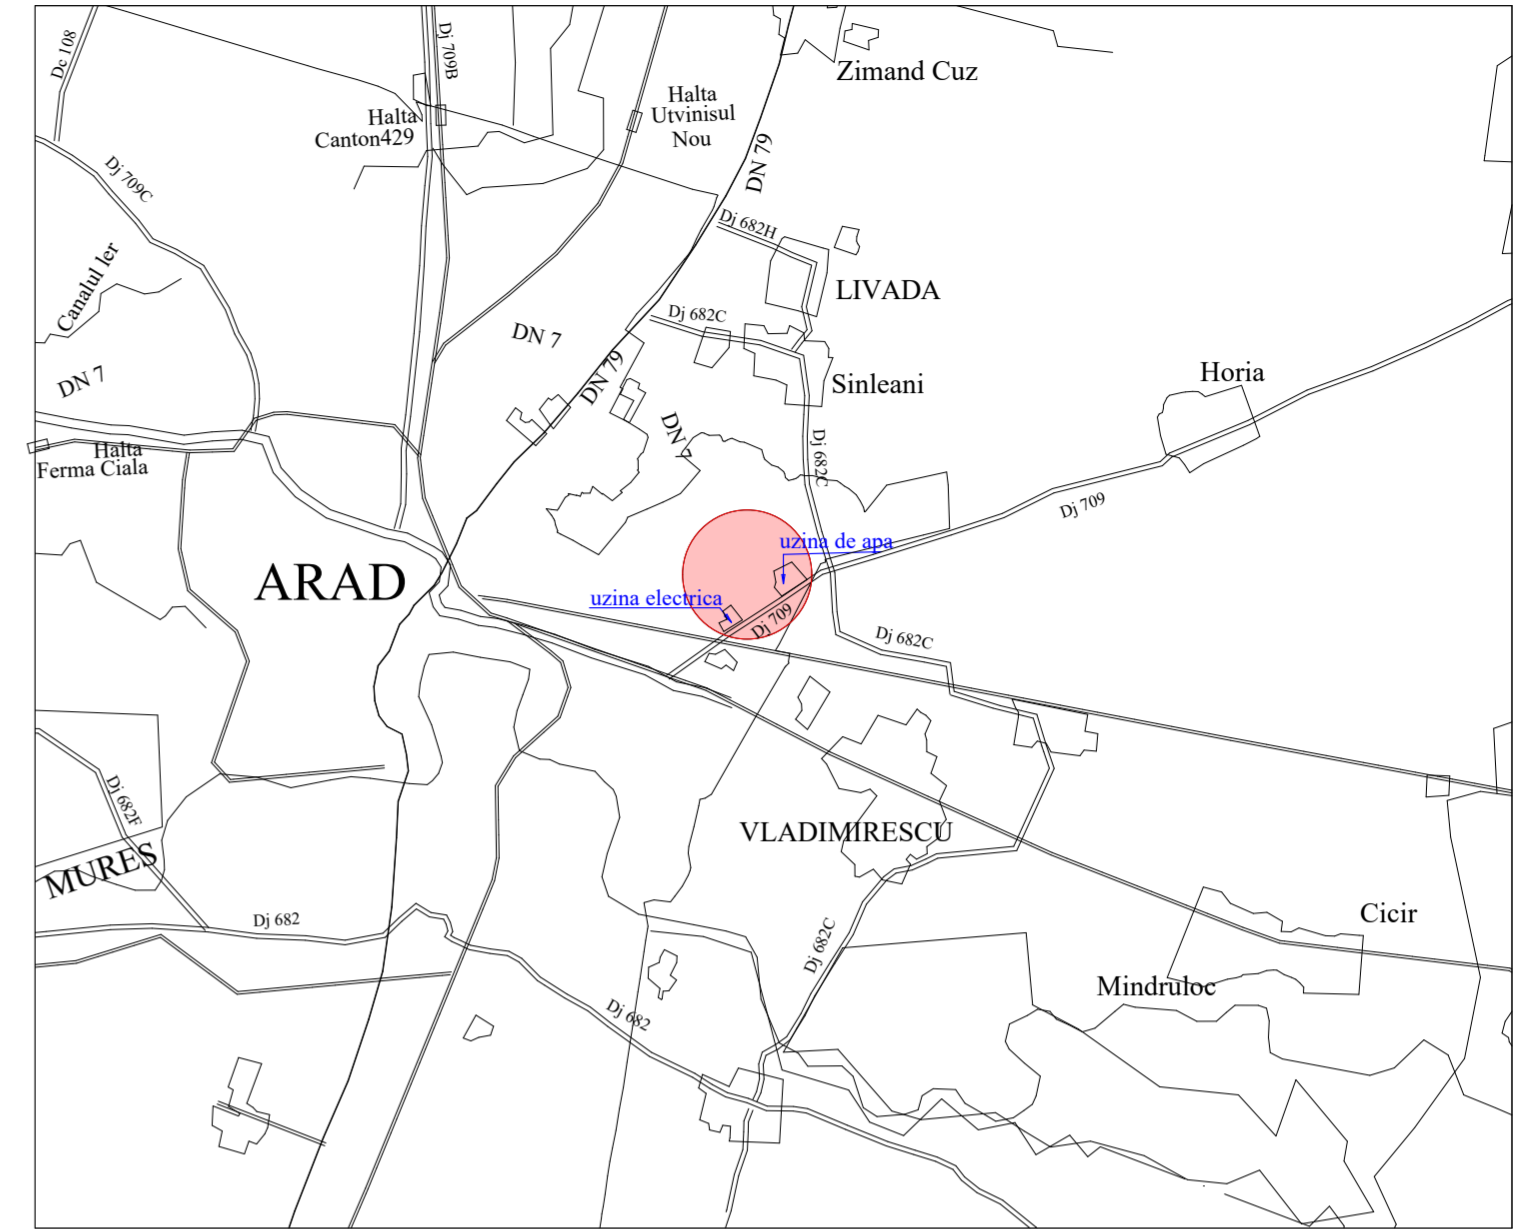 Dc 108
Dj 709B
Zimand Cuz
Halta
Canton429
Halta
Utvinisul
Nou
DN 79
Dj 709C
Dj 682H
Canalul Ier
LIVADA
Dj 682C
DN 7
DN 79
DN 7
Sinleani
Horia
DN 7
Halta
Ferma Ciala
Dj 682C
Dj 709
uzina de apa
ARAD
uzina electrica
Dj 709
Dj 682C
Dj 682F
VLADIMIRESCU
MURES
Dj 682
Cicir
Dj 682C
Mindruloc
Dj 682